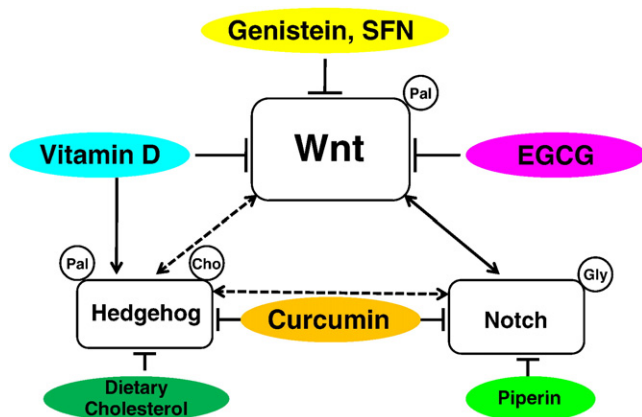 Genistein, SFN
Pal
Wnt
Vitamin D
EGCG
Pal
Cho
Gly
Hedgehog
Curcumin
Notch
Dietary
Cholesterol
Piperin